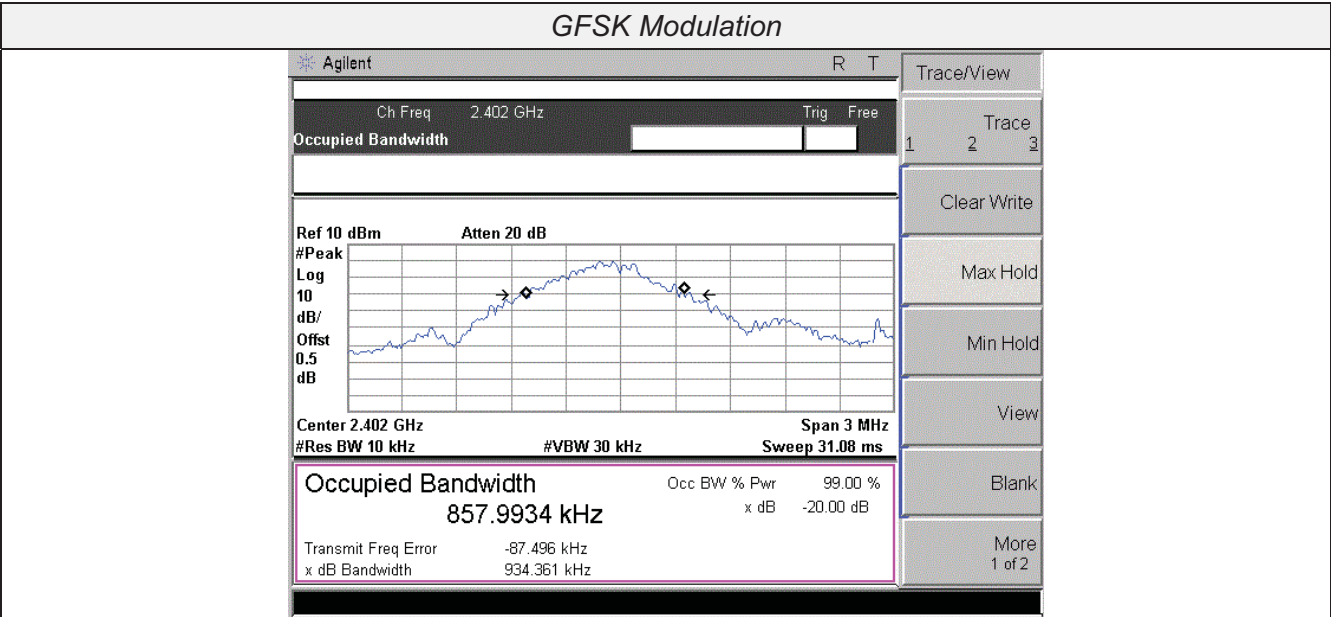 GFSK Modulation
Agilent R T
Trace/View
Ch Freq 2.402 GHz Trig Free
Occupied Bandwidth
Trace
1 2 3
Clear Write
Max Hold
Min Hold
View
Blank
More
1 of 2
Ref 10 dBm Atten 20 dB
#Peak
Log
10
dB/
Offst
0.5
dB
Center 2.402 GHz Span 3 MHz
#Res BW 10 kHz #VBW 30 kHz Sweep 31.08 ms
Occupied Bandwidth
857.9934 kHz
Occ BW % Pwr 99.00 %
x dB -20.00 dB
Transmit Freq Error -87.496 kHz
x dB Bandwidth 934.361 kHz